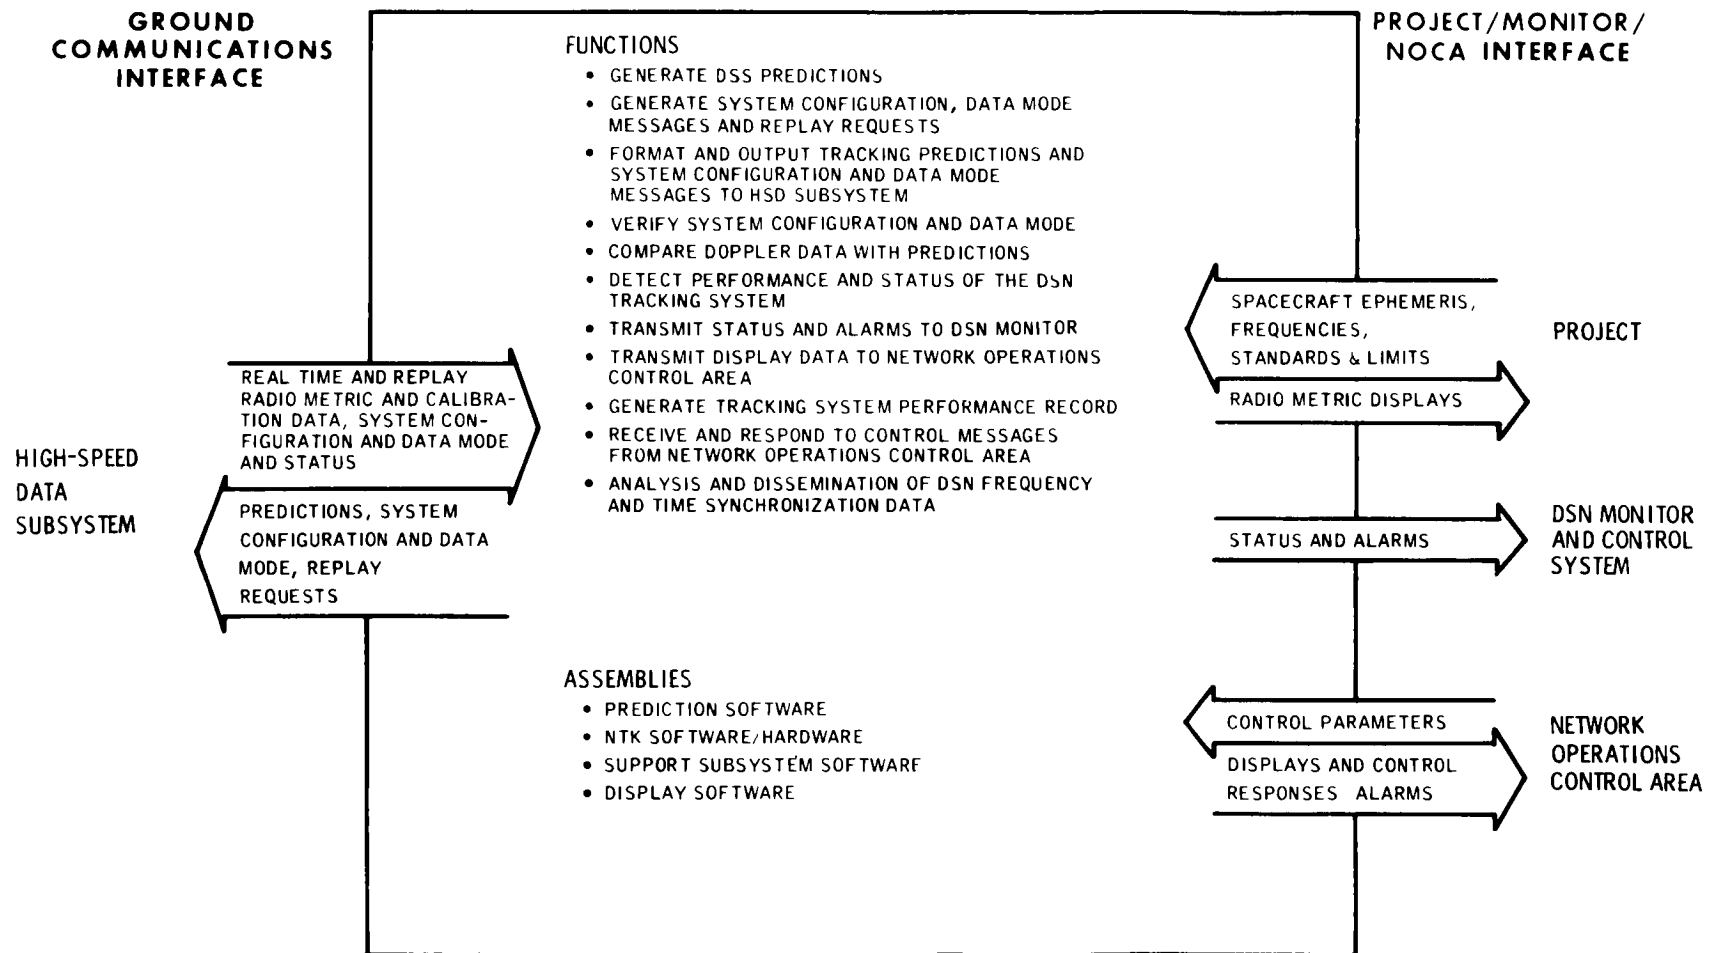 GROUND
COMMUNICATIONS
INTERFACE
PROJECT/MONITOR/
NOCA INTERFACE
FUNCTIONS
• GENERATE DSS PREDICTIONS
• GENERATE SYSTEM CONFIGURATION, DATA MODE
MESSAGES AND REPLAY REQUESTS
• FORMAT AND OUTPUT TRACKING PREDICTIONS AND
SYSTEM CONFIGURATION AND DATA MODE
MESSAGES TO HSD SUBSYSTEM
• VERIFY SYSTEM CONFIGURATION AND DATA MODE
• COMPARE DOPPLER DATA WITH PREDICTIONS
• DETECT PERFORMANCE AND STATUS OF THE DSN
TRACKING SYSTEM
• TRANSMIT STATUS AND ALARMS TO DSN MONITOR
• TRANSMIT DISPLAY DATA TO NETWORK OPERATIONS
CONTROL AREA
• GENERATE TRACKING SYSTEM PERFORMANCE RECORD
• RECEIVE AND RESPOND TO CONTROL MESSAGES
FROM NETWORK OPERATIONS CONTROL AREA
• ANALYSIS AND DISSEMINATION OF DSN FREQUENCY
AND TIME SYNCHRONIZATION DATA
ASSEMBLIES
• PREDICTION SOFTWARE
• NTK SOFTWARE/HARDWARE
• SUPPORT SUBSYSTEM SOFTWARE
• DISPLAY SOFTWARE
HIGH-SPEED
DATA
SUBSYSTEM
REAL TIME AND REPLAY
RADIO METRIC AND CALIBRA-
TION DATA, SYSTEM CON-
FIGURATION AND DATA MODE
AND STATUS
PREDICTIONS, SYSTEM
CONFIGURATION AND DATA
MODE, REPLAY
REQUESTS
SPACECRAFT EPHEMERIS,
FREQUENCIES,
STANDARDS & LIMITS
RADIO METRIC DISPLAYS
PROJECT
STATUS AND ALARMS
DSN MONITOR
AND CONTROL
SYSTEM
CONTROL PARAMETERS
DISPLAYS AND CONTROL
RESPONSES ALARMS
NETWORK
OPERATIONS
CONTROL AREA